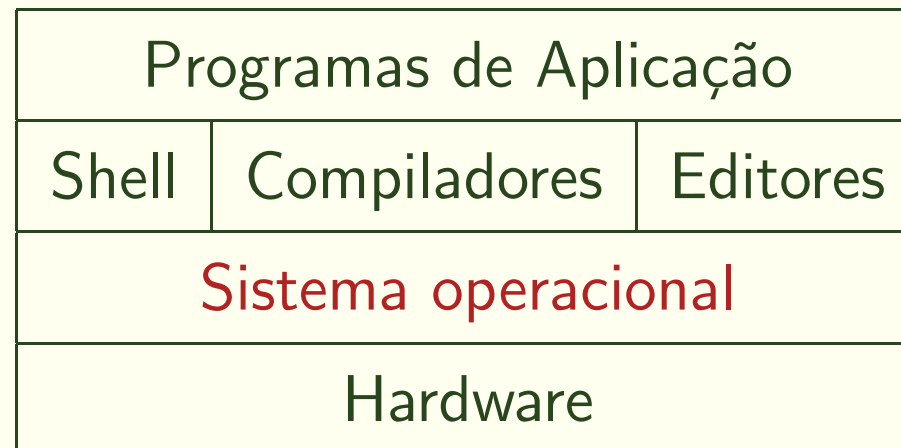 Programas de Aplicação
Shell Compiladores Editores
Sistema operacional
Hardware